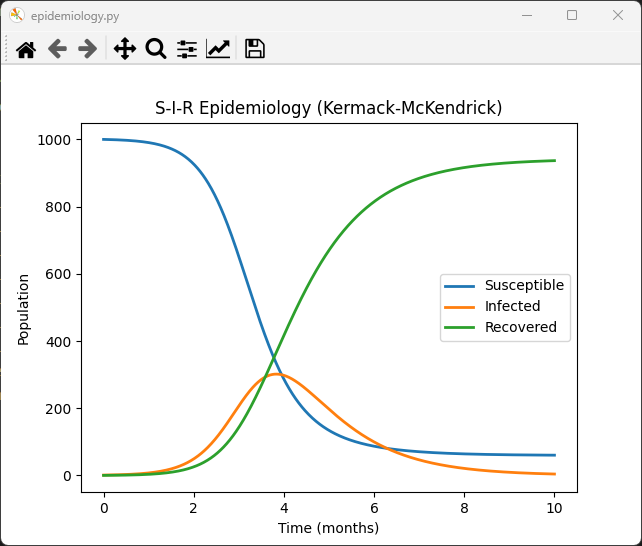 epidemiology.py
S-I-R Epidemiology (Kermack-McKendrick)
1000
800
600
400
200
0
Population
Susceptible
Infected
Recovered
0 2 4 6 8 10
Time (months)